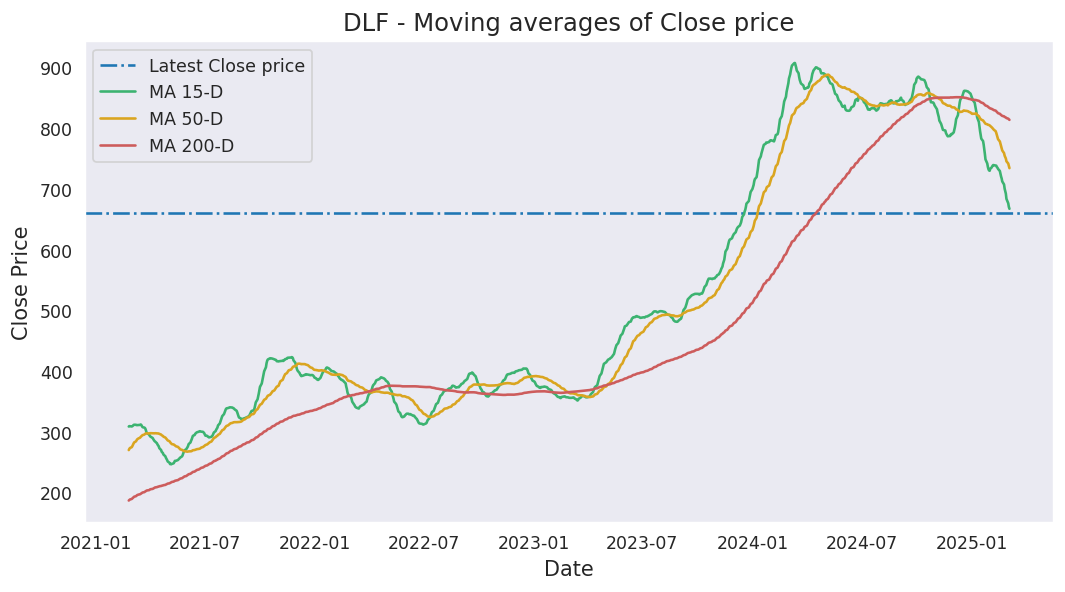 DLF - Moving averages of Close price
Latest Close price
MA 15-D
MA 50-D
MA 200-D
Close Price
900
800
700
600
500
400
300
200
2021-01 2021-07 2022-01 2022-07 2023-01 2023-07 2024-01 2024-07 2025-01
Date